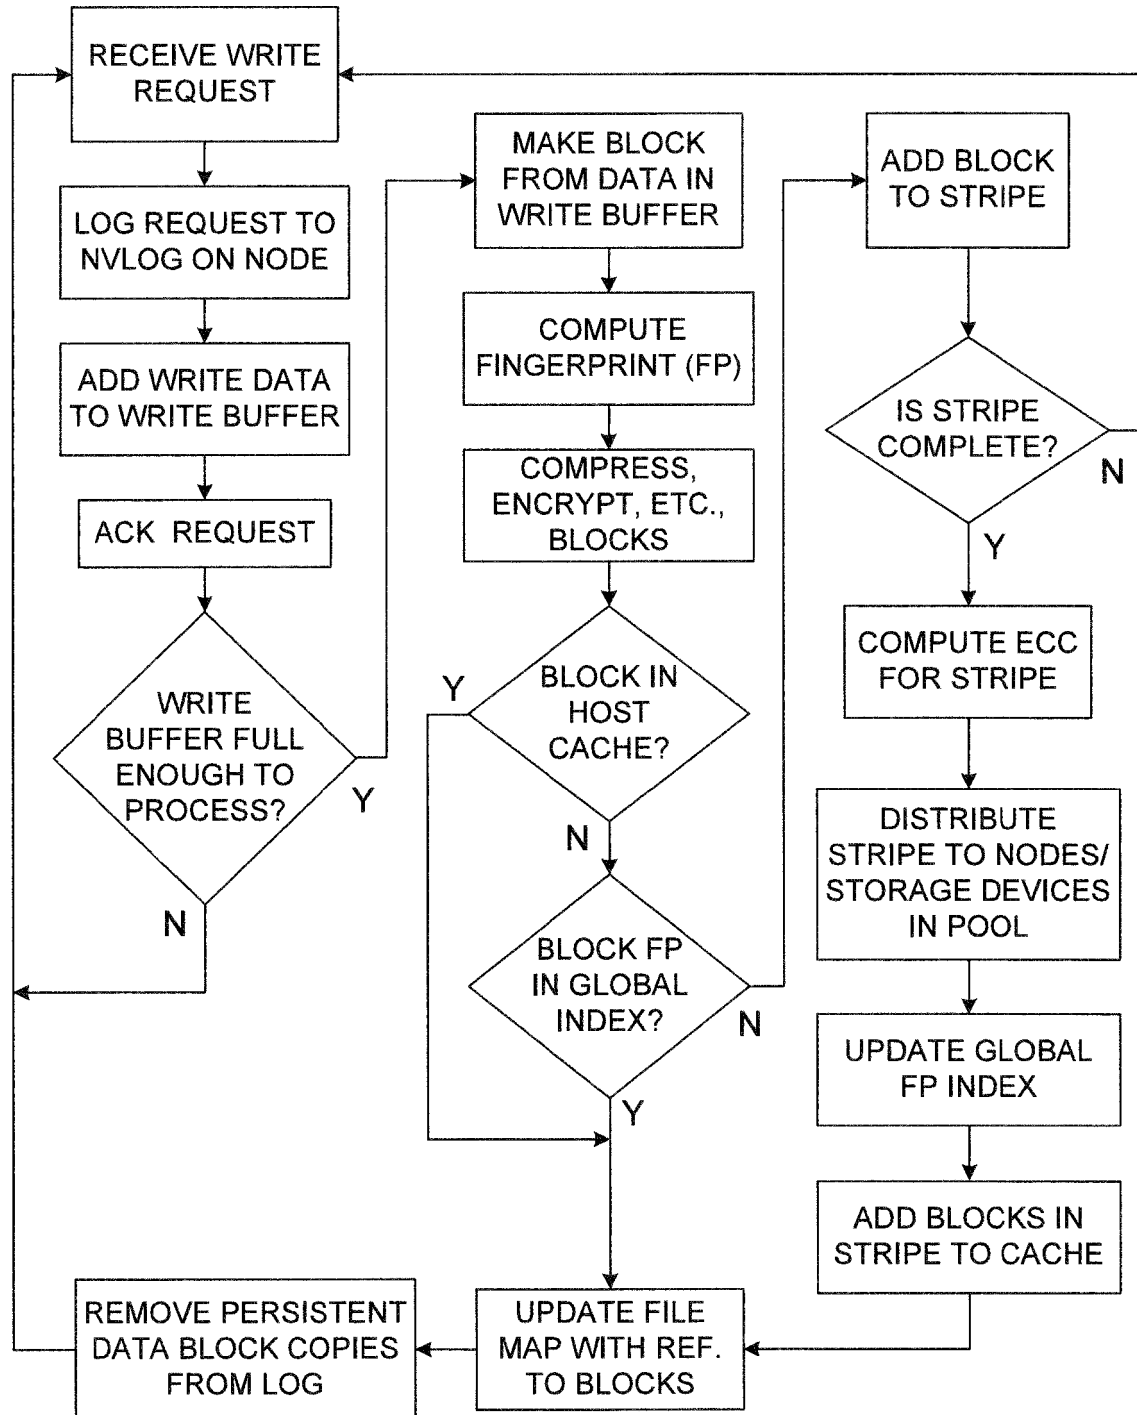 RECEIVE WRITE
REQUEST
LOG REQUEST TO
NVLOG ON NODE
ADD WRITE DATA
TO WRITE BUFFER
ACK REQUEST
WRITE
BUFFER FULL
ENOUGH TO
PROCESS?
Y
N
MAKE BLOCK
FROM DATA IN
WRITE BUFFER
COMPUTE
FINGERPRINT (FP)
COMPRESS,
ENCRYPT, ETC.,
BLOCKS
BLOCK IN
HOST
CACHE?
Y
N
BLOCK FP
IN GLOBAL
INDEX?
N
Y
ADD BLOCK
TO STRIPE
IS STRIPE
COMPLETE?
N
Y
COMPUTE ECC
FOR STRIPE
DISTRIBUTE
STRIPE TO NODES/
STORAGE DEVICES
IN POOL
UPDATE GLOBAL
FP INDEX
ADD BLOCKS IN
STRIPE TO CACHE
UPDATE FILE
MAP WITH REF.
TO BLOCKS
REMOVE PERSISTENT
DATA BLOCK COPIES
FROM LOG